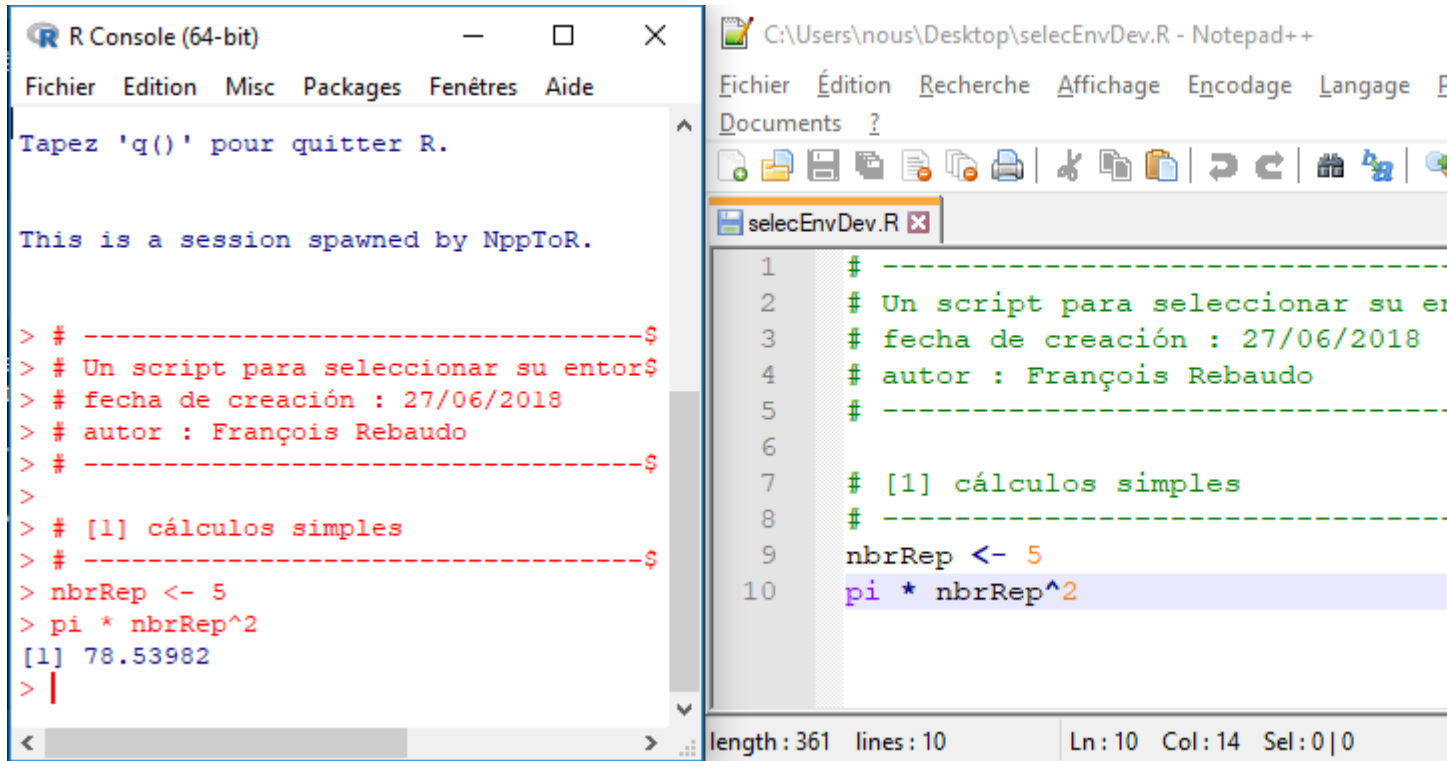 R Console (64-bit)
Fichier Edition Misc Packages Fenêtres Aide
Tapez 'q()' pour quitter R.
This is a session spawned by NppToR.
> # -----------------------------------$
> # Un script para seleccionar su entor$
> # fecha de creación : 27/06/2018
> # autor : François Rebaudo
> # -----------------------------------$
>
> # [1] cálculos simples
> # -----------------------------------$
> nbrRep <- 5
> pi * nbrRep^2
[1] 78.53982
>
C:\Users\nous\Desktop\selecEnvDev.R - Notepad++
Fichier Édition Recherche Affichage Encodage Langage
Documents ?
selecEnvDev.R
1 # --------------------------------
2 # Un script para seleccionar su
3 # fecha de creación : 27/06/2018
4 # autor : François Rebaudo
5 # --------------------------------
6
7 # [1] cálculos simples
8 # --------------------------------
9 nbrRep <- 5
10 pi * nbrRep^2
length : 361 lines : 10 Ln : 10 Col : 14 Sel : 0 | 0